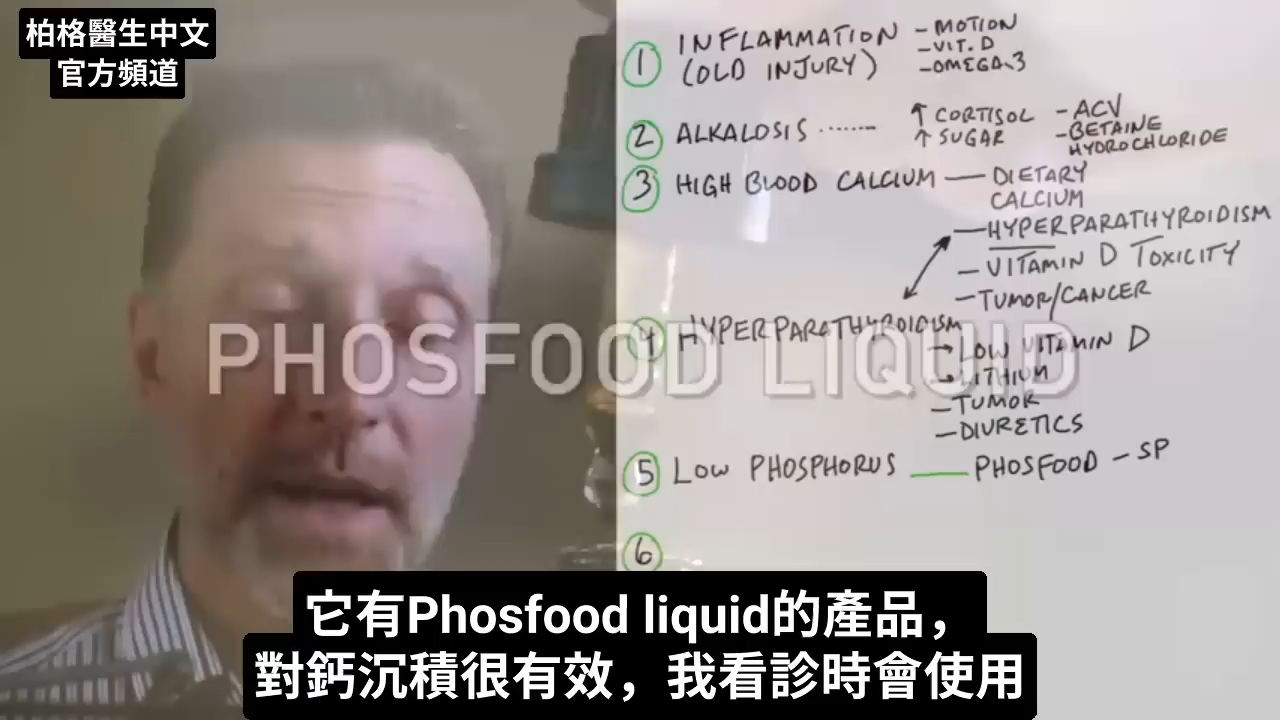 柏格醫生中文
官方頻道
① INFLAMMATION
(OLD INJURY)
- MOTION
- VIT. D
- OMEGA-3
② ALKALOSIS ·······
↑ CORTISOL
↑ SUGAR
- ACV
- BETAINE
HYDROCHLORIDE
③ HIGH BLOOD CALCIUM — DIETARY
CALCIUM
— HYPERPARATHYROIDISM
— VITAMIN D TOXICITY
— TUMOR/CANCER
④ HYPERPARATHYROIDISM
→ LOW VITAMIN D
→ LITHIUM
— TUMOR
— DIURETICS
PHOSFOOD LIQUID
⑤ LOW PHOSPHORUS — PHOSFOOD - SP
⑥
它有Phosfood liquid的產品，
對鈣沉積很有效，我看診時會使用